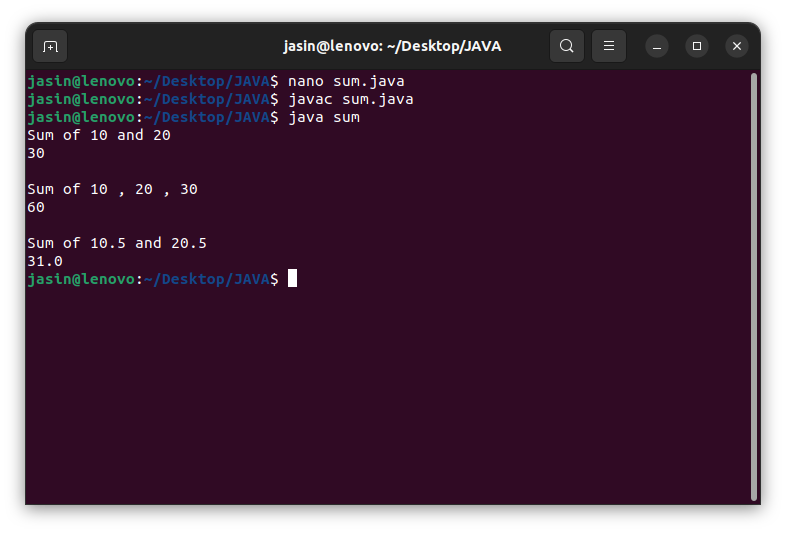 jasin@lenovo: ~/Desktop/JAVA
jasin@lenovo:~/Desktop/JAVA$ nano sum.java
jasin@lenovo:~/Desktop/JAVA$ javac sum.java
jasin@lenovo:~/Desktop/JAVA$ java sum
Sum of 10 and 20
30
Sum of 10 , 20 , 30
60
Sum of 10.5 and 20.5
31.0
jasin@lenovo:~/Desktop/JAVA$